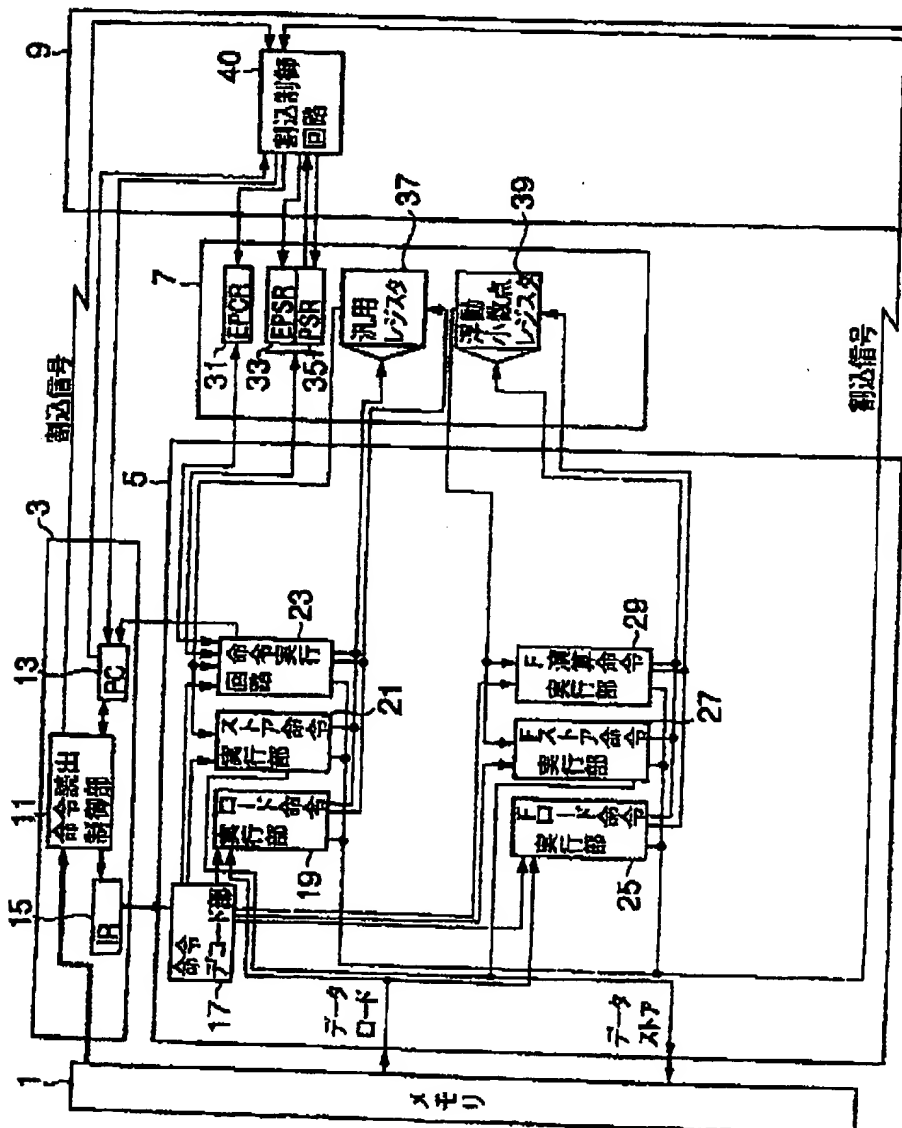 1
メモリ
3
11
命令読出
制御部
13
PC
15
IR
割込信号
9
40
割込制御
回路
5
17
命令
デコード部
19
ロード命令
実行部
21
ストア命令
実行部
23
命令実行
回路
25
Fロード命令
実行部
27
Fストア命令
実行部
29
F演算命令
実行部
データ
ロード
データ
ストア
7
31
EPCR
33
EPSR
35
PSR
37
汎用
レジスタ
39
浮動
小数点
レジスタ
割込信号